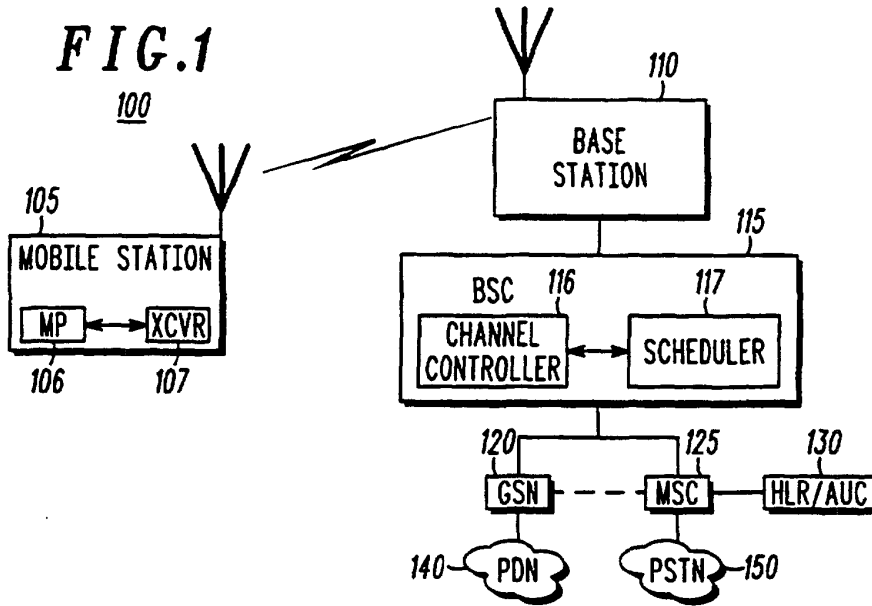 FIG.1
100
110
BASE
STATION
105
MOBILE STATION
MP
XCVR
106
107
115
BSC
116
117
CHANNEL
CONTROLLER
SCHEDULER
120
125
130
GSN
MSC
HLR/AUC
140
PDN
PSTN
150